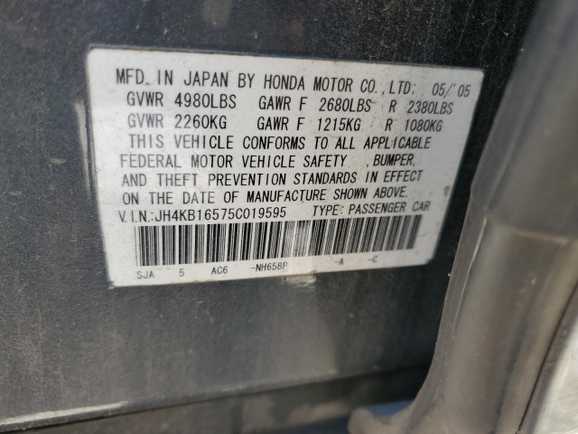 MFD. IN JAPAN BY HONDA MOTOR CO., LTD. 05/ 05
GVWR 4980LBS GAWR F 2680LBS R 2380LBS
GVWR 2260KG GAWR F 1215KG R 1080KG
THIS VEHICLE CONFORMS TO ALL APPLICABLE
FEDERAL MOTOR VEHICLE SAFETY , BUMPER,
AND THEFT PREVENTION STANDARDS IN EFFECT
ON THE DATE OF MANUFACTURE SHOWN ABOVE.
V.I.N.:JH4KB16575C019595 TYPE: PASSENGER CAR
SJA 5 AC6 -NH658P -A -C